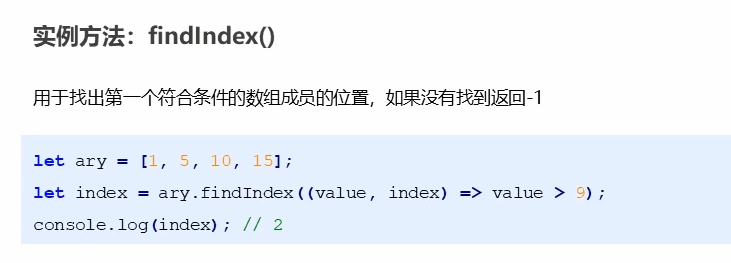 实例方法：findIndex()
用于找出第一个符合条件的数组成员的位置，如果没有找到返回-1
let ary = [1, 5, 10, 15];
let index = ary.findIndex((value, index) => value > 9);
console.log(index); // 2